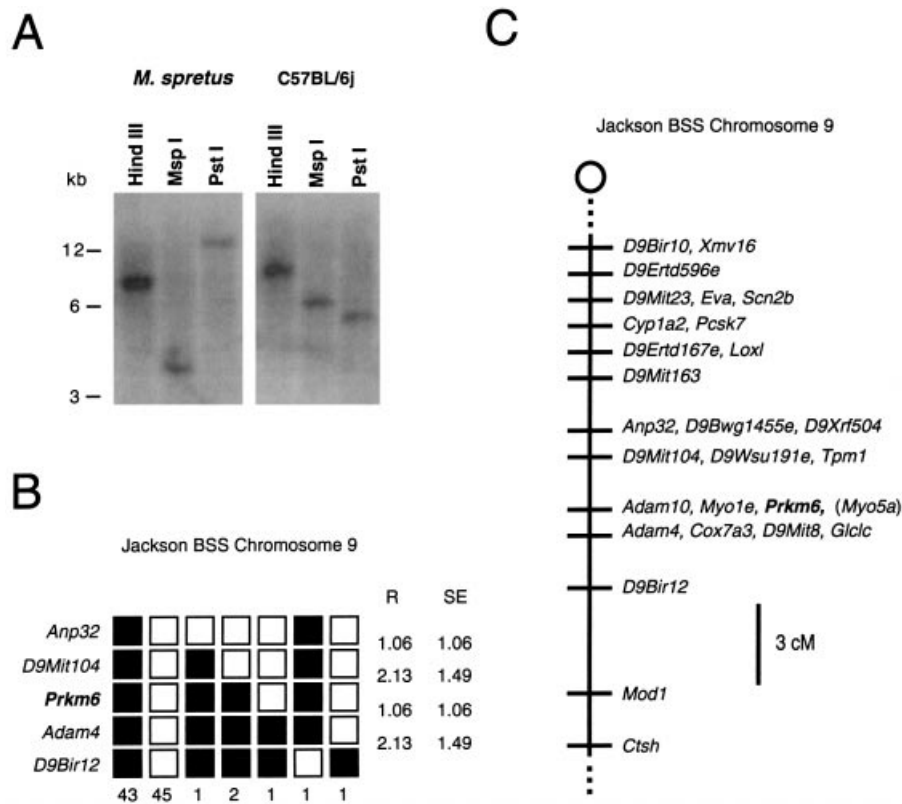 A
M. spretus C57BL/6j
Hind III Msp I Pst I Hind III Msp I Pst I
kb
12
6
3
B
Jackson BSS Chromosome 9
R SE
Anp32
1.06 1.06
D9Mit104
2.13 1.49
Prkm6
1.06 1.06
Adam4
2.13 1.49
D9Bir12
43 45 1 2 1 1 1
C
Jackson BSS Chromosome 9
D9Bir10, Xmv16
D9Ertd596e
D9Mit23, Eva, Scn2b
Cyp1a2, Pcsk7
D9Ertd167e, Loxl
D9Mit163
Anp32, D9Bwg1455e, D9Xrf504
D9Mit104, D9Wsu191e, Tpm1
Adam10, Myo1e, Prkm6, (Myo5a)
Adam4, Cox7a3, D9Mit8, Glclc
D9Bir12
3 cM
Mod1
Ctsh